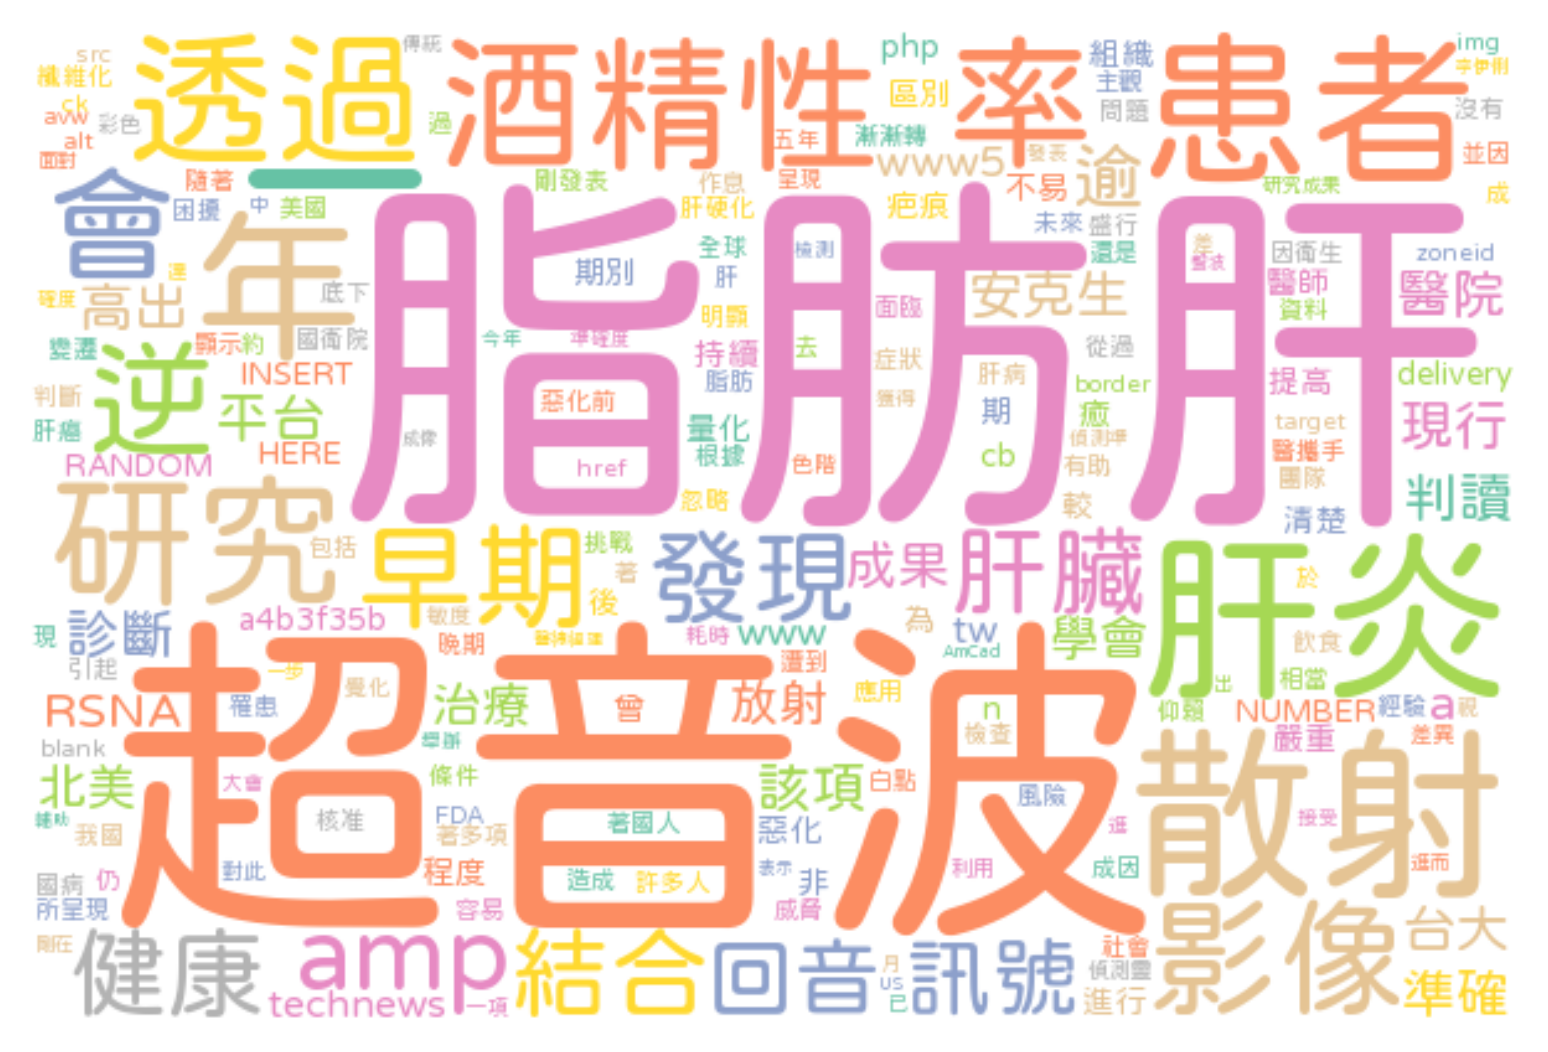 src
傳統
php
組織
img
透過
酒精性
率
患者
纖維化
主觀
李伊俐
ck
區別
問題
沒有
avw
彩色
過
五年
漸漸轉
alt
面對
www5
發表
逾
並因
一
隨著
剛發表
作息
呈現
不易
研究成果
成
會
困擾
中
美國
肝硬化
疤痕
未來
盛行
年
脂肪肝
全球
檢測
差
還是
因衛生
zoneid
期別
肝
醫師
醫院
高出
確度
底下
面臨
安克生
資料
明顯
國衛院
變遷
顯示
約
今年
準確度
持續
去
症狀
從過
逆
INSERT
脂肪
肝病
border
提高
delivery
判斷
平台
惡化前
獲得
期
癒
target
現行
肝癌
HERE
成像
量化
根據
偵測準
醫攜手
RANDOM
href
色階
cb
有助
團隊
研究
忽略
較
清楚
判讀
包括
早期
挑戰
發現
成果
肝臟
肝炎
著
後
為
於
現
診斷
a4b3f35b
敏度
晚期
耗時
www
tw
AmCad
學會
飲食
引起
一步
覺化
遭到
應用
出
相當
RSNA
罹患
治療
曾
放射
n
仰賴
NUMBER
經驗
a
視
blank
超音波
檢查
嚴重
差異
北美
大會
條件
該項
白點
風險
散射
輔助
我國
核准
FDA
著多項
著國人
惡化
逛
接受
國病
仍
對此
程度
造成
許多人
表示
非
利用
成因
進而
所呈現
容易
威脅
剛在
健康
amp
結合
回音
月
訊號
社會
影像
台大
偵測靈
technews
一項
us
已
進行
準確